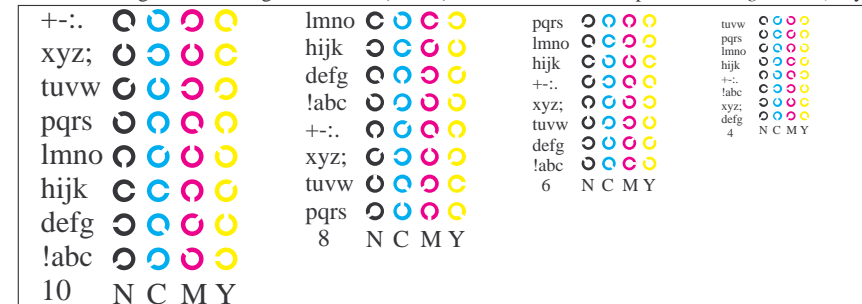 +-:.
xyz;
tuvw
pqrs
lmno
hijk
defg
!abc
10 N C M Y
lmno
hijk
defg
!abc
+-:.
xyz;
tuvw
pqrs
8 N C M Y
pqrs
lmno
hijk
+-:.
xyz;
tuvw
defg
!abc
6 N C M Y
tuvw
pqrs
lmno
hijk
+-:.
!abc
xyz;
defg
4 N C M Y